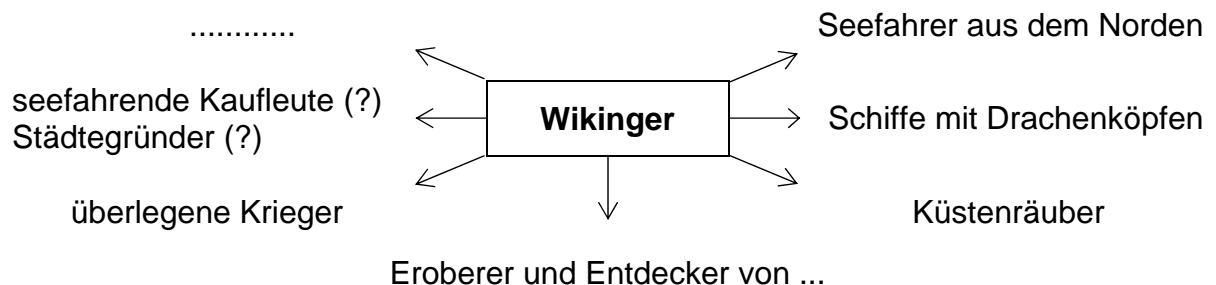 ............
Seefahrer aus dem Norden
seefahrende Kaufleute (?)
Städtegründer (?)
Wikinger
Schiffe mit Drachenköpfen
überlegene Krieger
Küstenräuber
Eroberer und Entdecker von ...